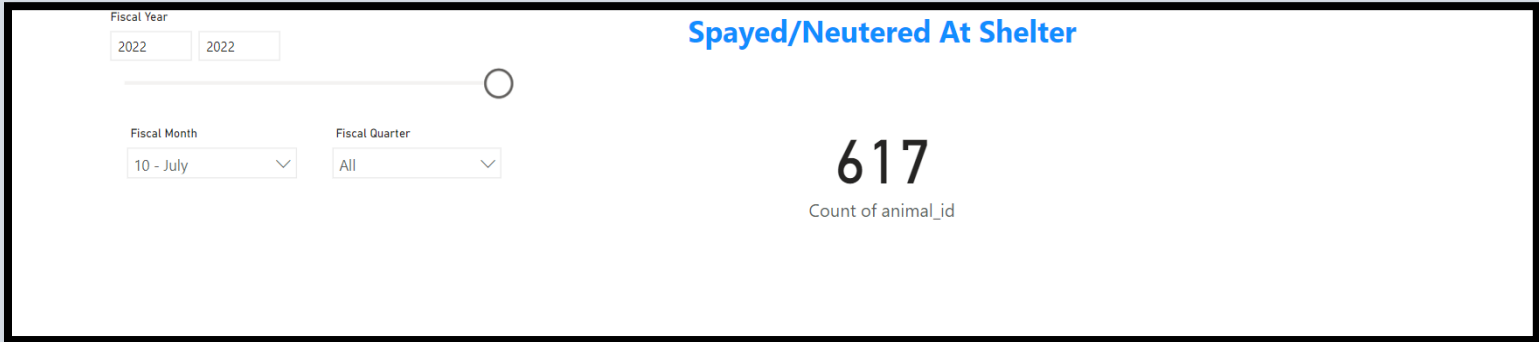 Fiscal Year
2022 2022
Spayed/Neutered At Shelter
Fiscal Month
10 - July
Fiscal Quarter
All
617
Count of animal_id